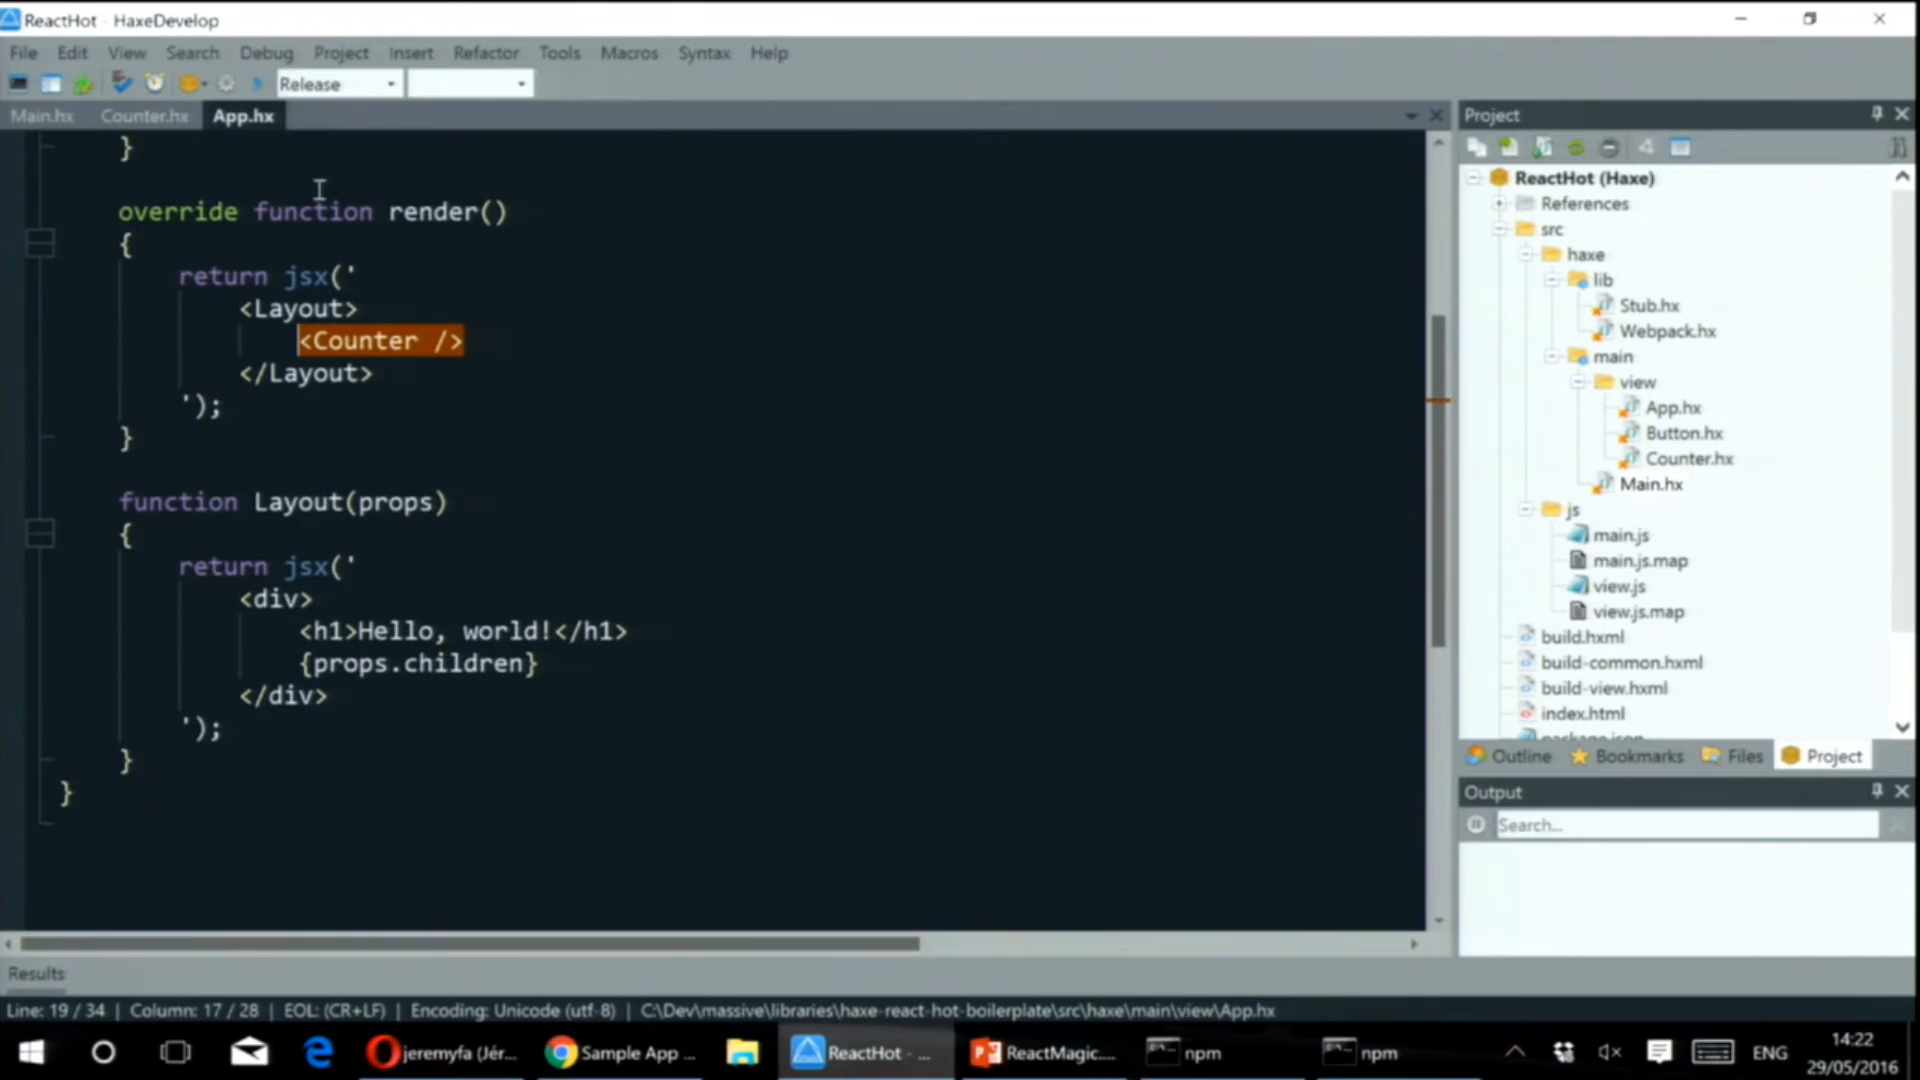 ReactHot - HaxeDevelop
File Edit View Search Debug Project Insert Refactor Tools Macros Syntax Help
Release
Main.hx Counter.hx App.hx
}
override function render()
{
return jsx('
<Layout>
<Counter />
</Layout>
');
}
function Layout(props)
{
return jsx('
<div>
<h1>Hello, world!</h1>
{props.children}
</div>
');
}
}
Project
ReactHot (Haxe)
References
src
haxe
lib
Stub.hx
Webpack.hx
main
view
App.hx
Button.hx
Counter.hx
Main.hx
js
main.js
main.js.map
view.js
view.js.map
build.hxml
build-common.hxml
build-view.hxml
index.html
package.json
Outline Bookmarks Files Project
Output
Search...
Results
Line: 19 / 34 | Column: 17 / 28 | EOL: (CR+LF) | Encoding: Unicode (utf-8) | C:\Dev\massive\libraries\haxe-react-hot-boilerplate\src\haxe\main\view\App.hx
jeremyfa (Jér... Sample App ... ReactHot - ... ReactMagic.... npm npm ENG 14:22
29/05/2016